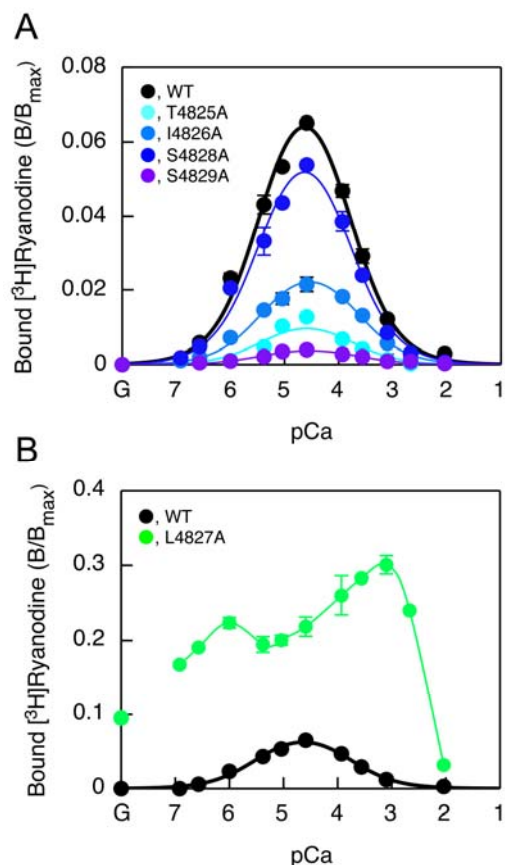 A
Bound [³H]Ryanodine (B/Bmax)
0.08
0.06
0.04
0.02
0
, WT
, T4825A
, I4826A
, S4828A
, S4829A
G 7 6 5 4 3 2 1
pCa
B
Bound [³H]Ryanodine (B/Bmax)
0.4
0.3
0.2
0.1
0
, WT
, L4827A
G 7 6 5 4 3 2 1
pCa